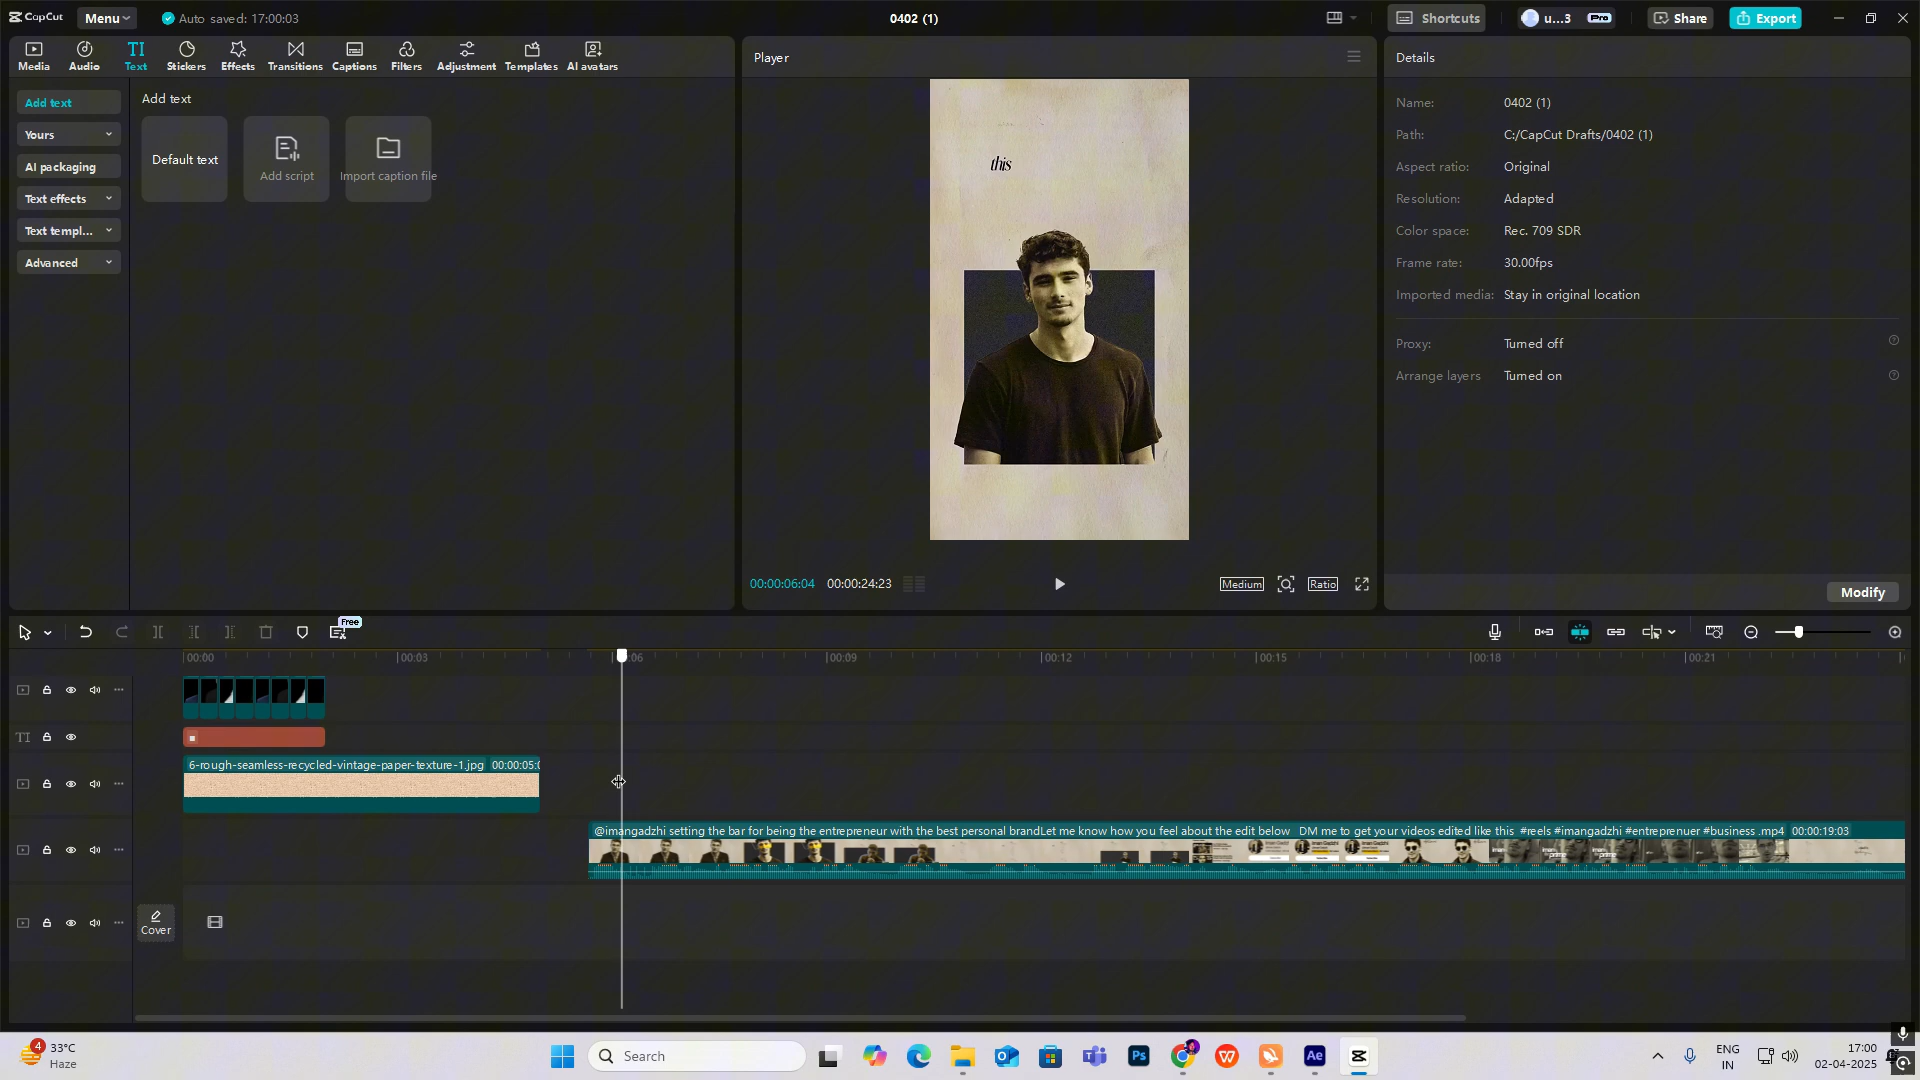 CapCut
Menu
Auto saved: 17:00:03
0402 (1)
Shortcuts
u...3
Pro
Share
Export
Media
Audio
TI
Text
Stickers
Effects
Transitions
Captions
Filters
Adjustment
Templates
AI avatars
Add text
Yours
AI packaging
Text effects
Text templ...
Advanced
Add text
Default text
Add script
Import caption file
Player
this
00:00:06:04
00:00:24:23
Medium
Ratio
Details
Name: 0402 (1)
Path: C:/CapCut Drafts/0402 (1)
Aspect ratio: Original
Resolution: Adapted
Color space: Rec. 709 SDR
Frame rate: 30.00fps
Imported media: Stay in original location
Proxy: Turned off
Arrange layers Turned on
Modify
Free
00:00
00:03
:06
00:09
00:12
00:15
00:18
00:21
TI
6-rough-seamless-recycled-vintage-paper-texture-1.jpg 00:00:05:0
@imangadzhi setting the bar for being the entrepreneur with the best personal brandLet me know how you feel about the edit below DM me to get your videos edited like this #reels #imangadzhi #entreprenuer #business .mp4 00:00:19:03
Cover
4
33°C
Haze
Search
Ps
Ae
ENG
IN
17:00
02-04-2025